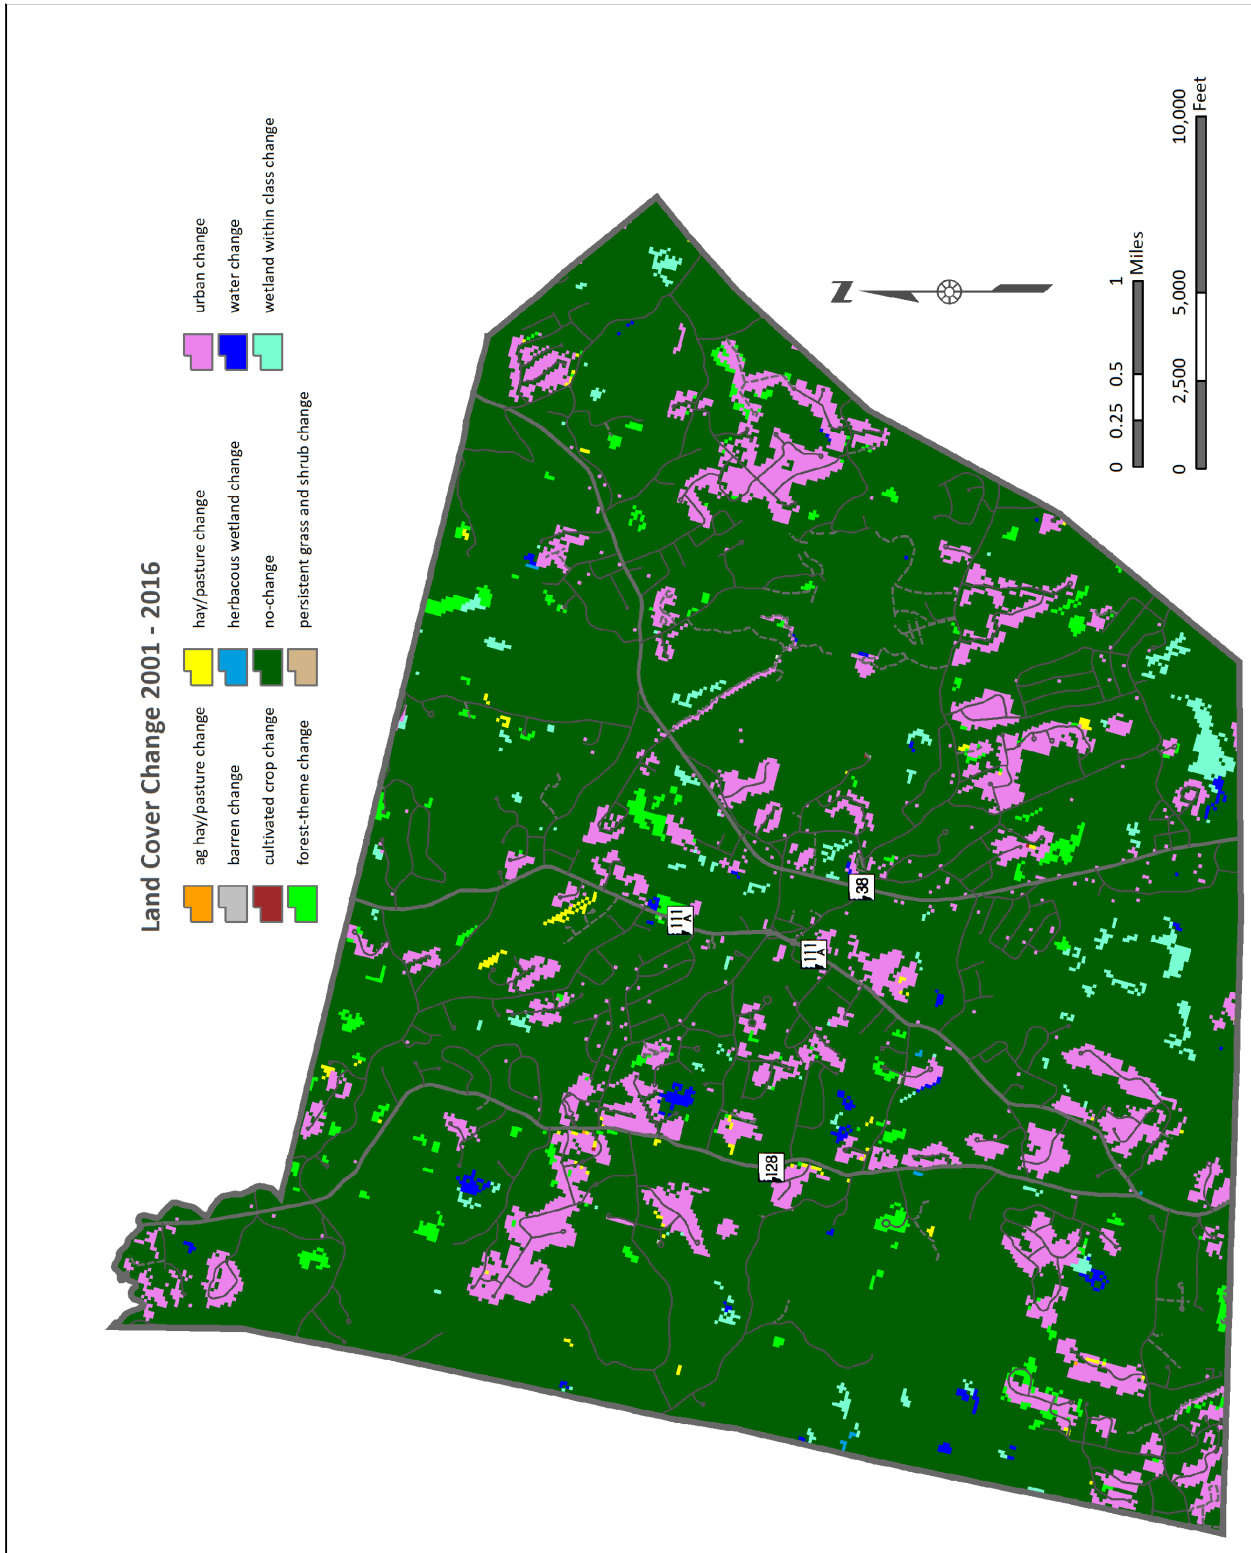 Land Cover Change 2001 - 2016
ag hay/pasture change
barren change
cultivated crop change
forest-theme change
hay/pasture change
herbacous wetland change
no-change
persistent grass and shrub change
urban change
water change
wetland within class change
N
0 0.25 0.5 1
Miles
0 2,500 5,000 10,000
Feet
111
A
111
A
38
128